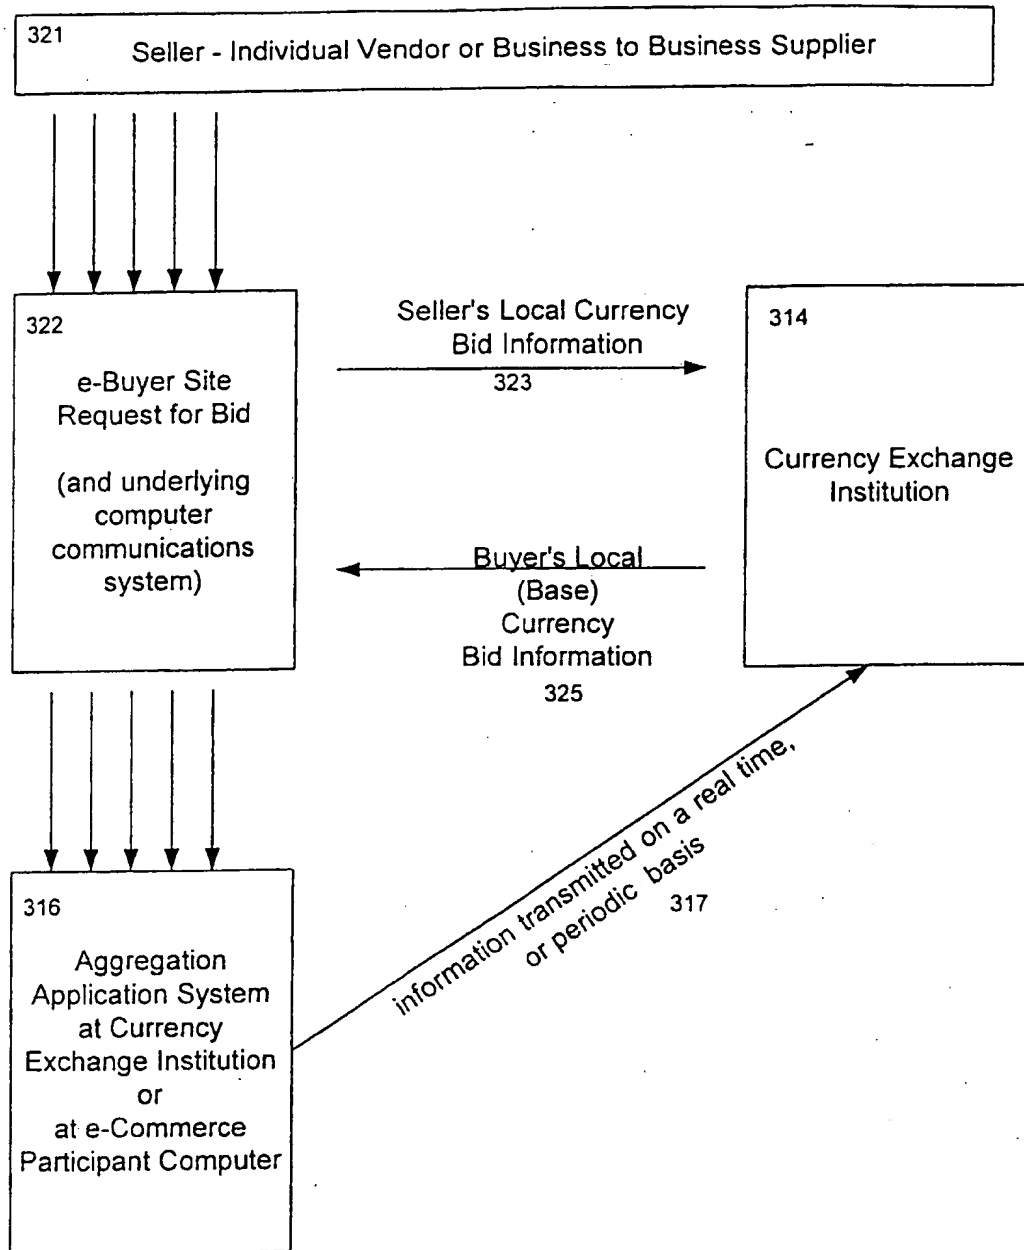 321
Seller - Individual Vendor or Business to Business Supplier
322
e-Buyer Site
Request for Bid
(and underlying
computer
communications
system)
Seller's Local Currency
Bid Information
323
314
Currency Exchange
Institution
Buyer's Local
(Base)
Currency
Bid Information
325
information transmitted on a real time,
or periodic basis
317
316
Aggregation
Application System
at Currency
Exchange Institution
or
at e-Commerce
Participant Computer